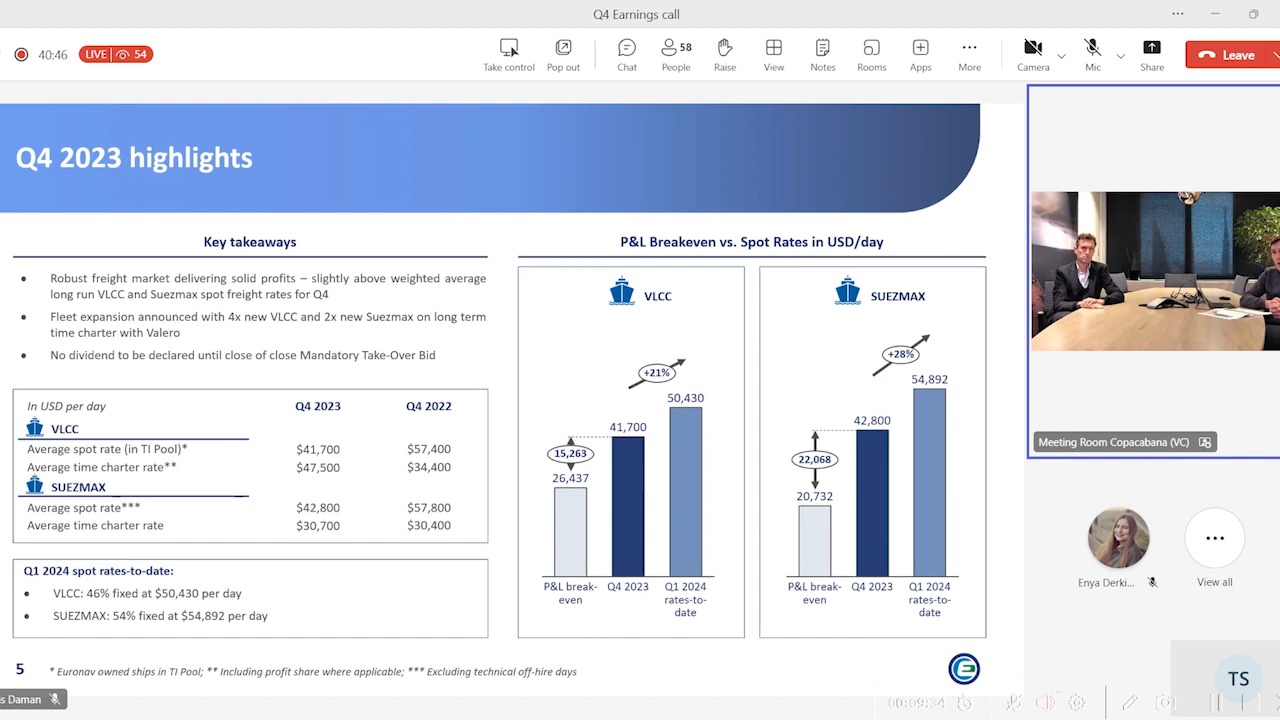 Q4 Earnings call
40:46 LIVE 54
Take control Pop out Chat 58 People Raise View Notes Rooms Apps More Camera Mic Share Leave
Q4 2023 highlights
Key takeaways
• Robust freight market delivering solid profits – slightly above weighted average
long run VLCC and Suezmax spot freight rates for Q4
• Fleet expansion announced with 4x new VLCC and 2x new Suezmax on long term
time charter with Valero
• No dividend to be declared until close of close Mandatory Take-Over Bid
In USD per day Q4 2023 Q4 2022
VLCC
Average spot rate (in TI Pool)* $41,700 $57,400
Average time charter rate** $47,500 $34,400
SUEZMAX
Average spot rate*** $42,800 $57,800
Average time charter rate $30,700 $30,400
Q1 2024 spot rates-to-date:
• VLCC: 46% fixed at $50,430 per day
• SUEZMAX: 54% fixed at $54,892 per day
P&L Breakeven vs. Spot Rates in USD/day
VLCC
+21%
50,430
41,700
15,263
26,437
P&L break-
even
Q4 2023
Q1 2024
rates-to-
date
SUEZMAX
+28%
54,892
42,800
22,068
20,732
P&L break-
even
Q4 2023
Q1 2024
rates-to-
date
5 * Euronav owned ships in TI Pool; ** Including profit share where applicable; *** Excluding technical off-hire days
Meeting Room Copacabana (VC)
Enya Derki...
View all
TS
s Daman
00:09:34